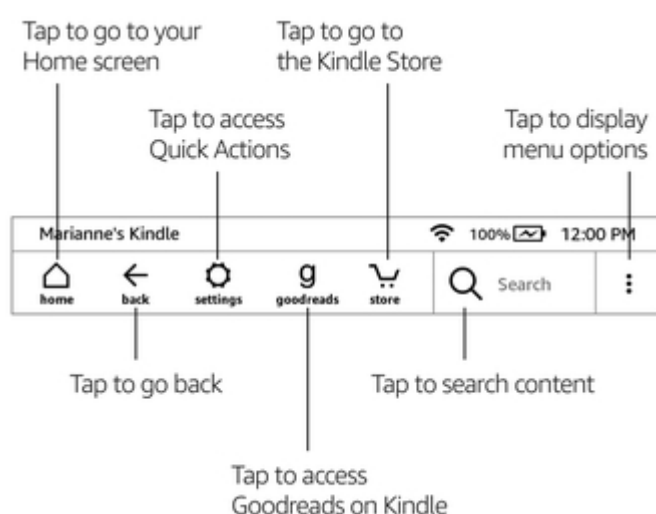 Tap to go to your
Home screen
Tap to go to
the Kindle Store
Tap to access
Quick Actions
Tap to display
menu options
Marianne's Kindle 100% 12:00 PM
home back settings g goodreads store Search
Tap to go back
Tap to search content
Tap to access
Goodreads on Kindle